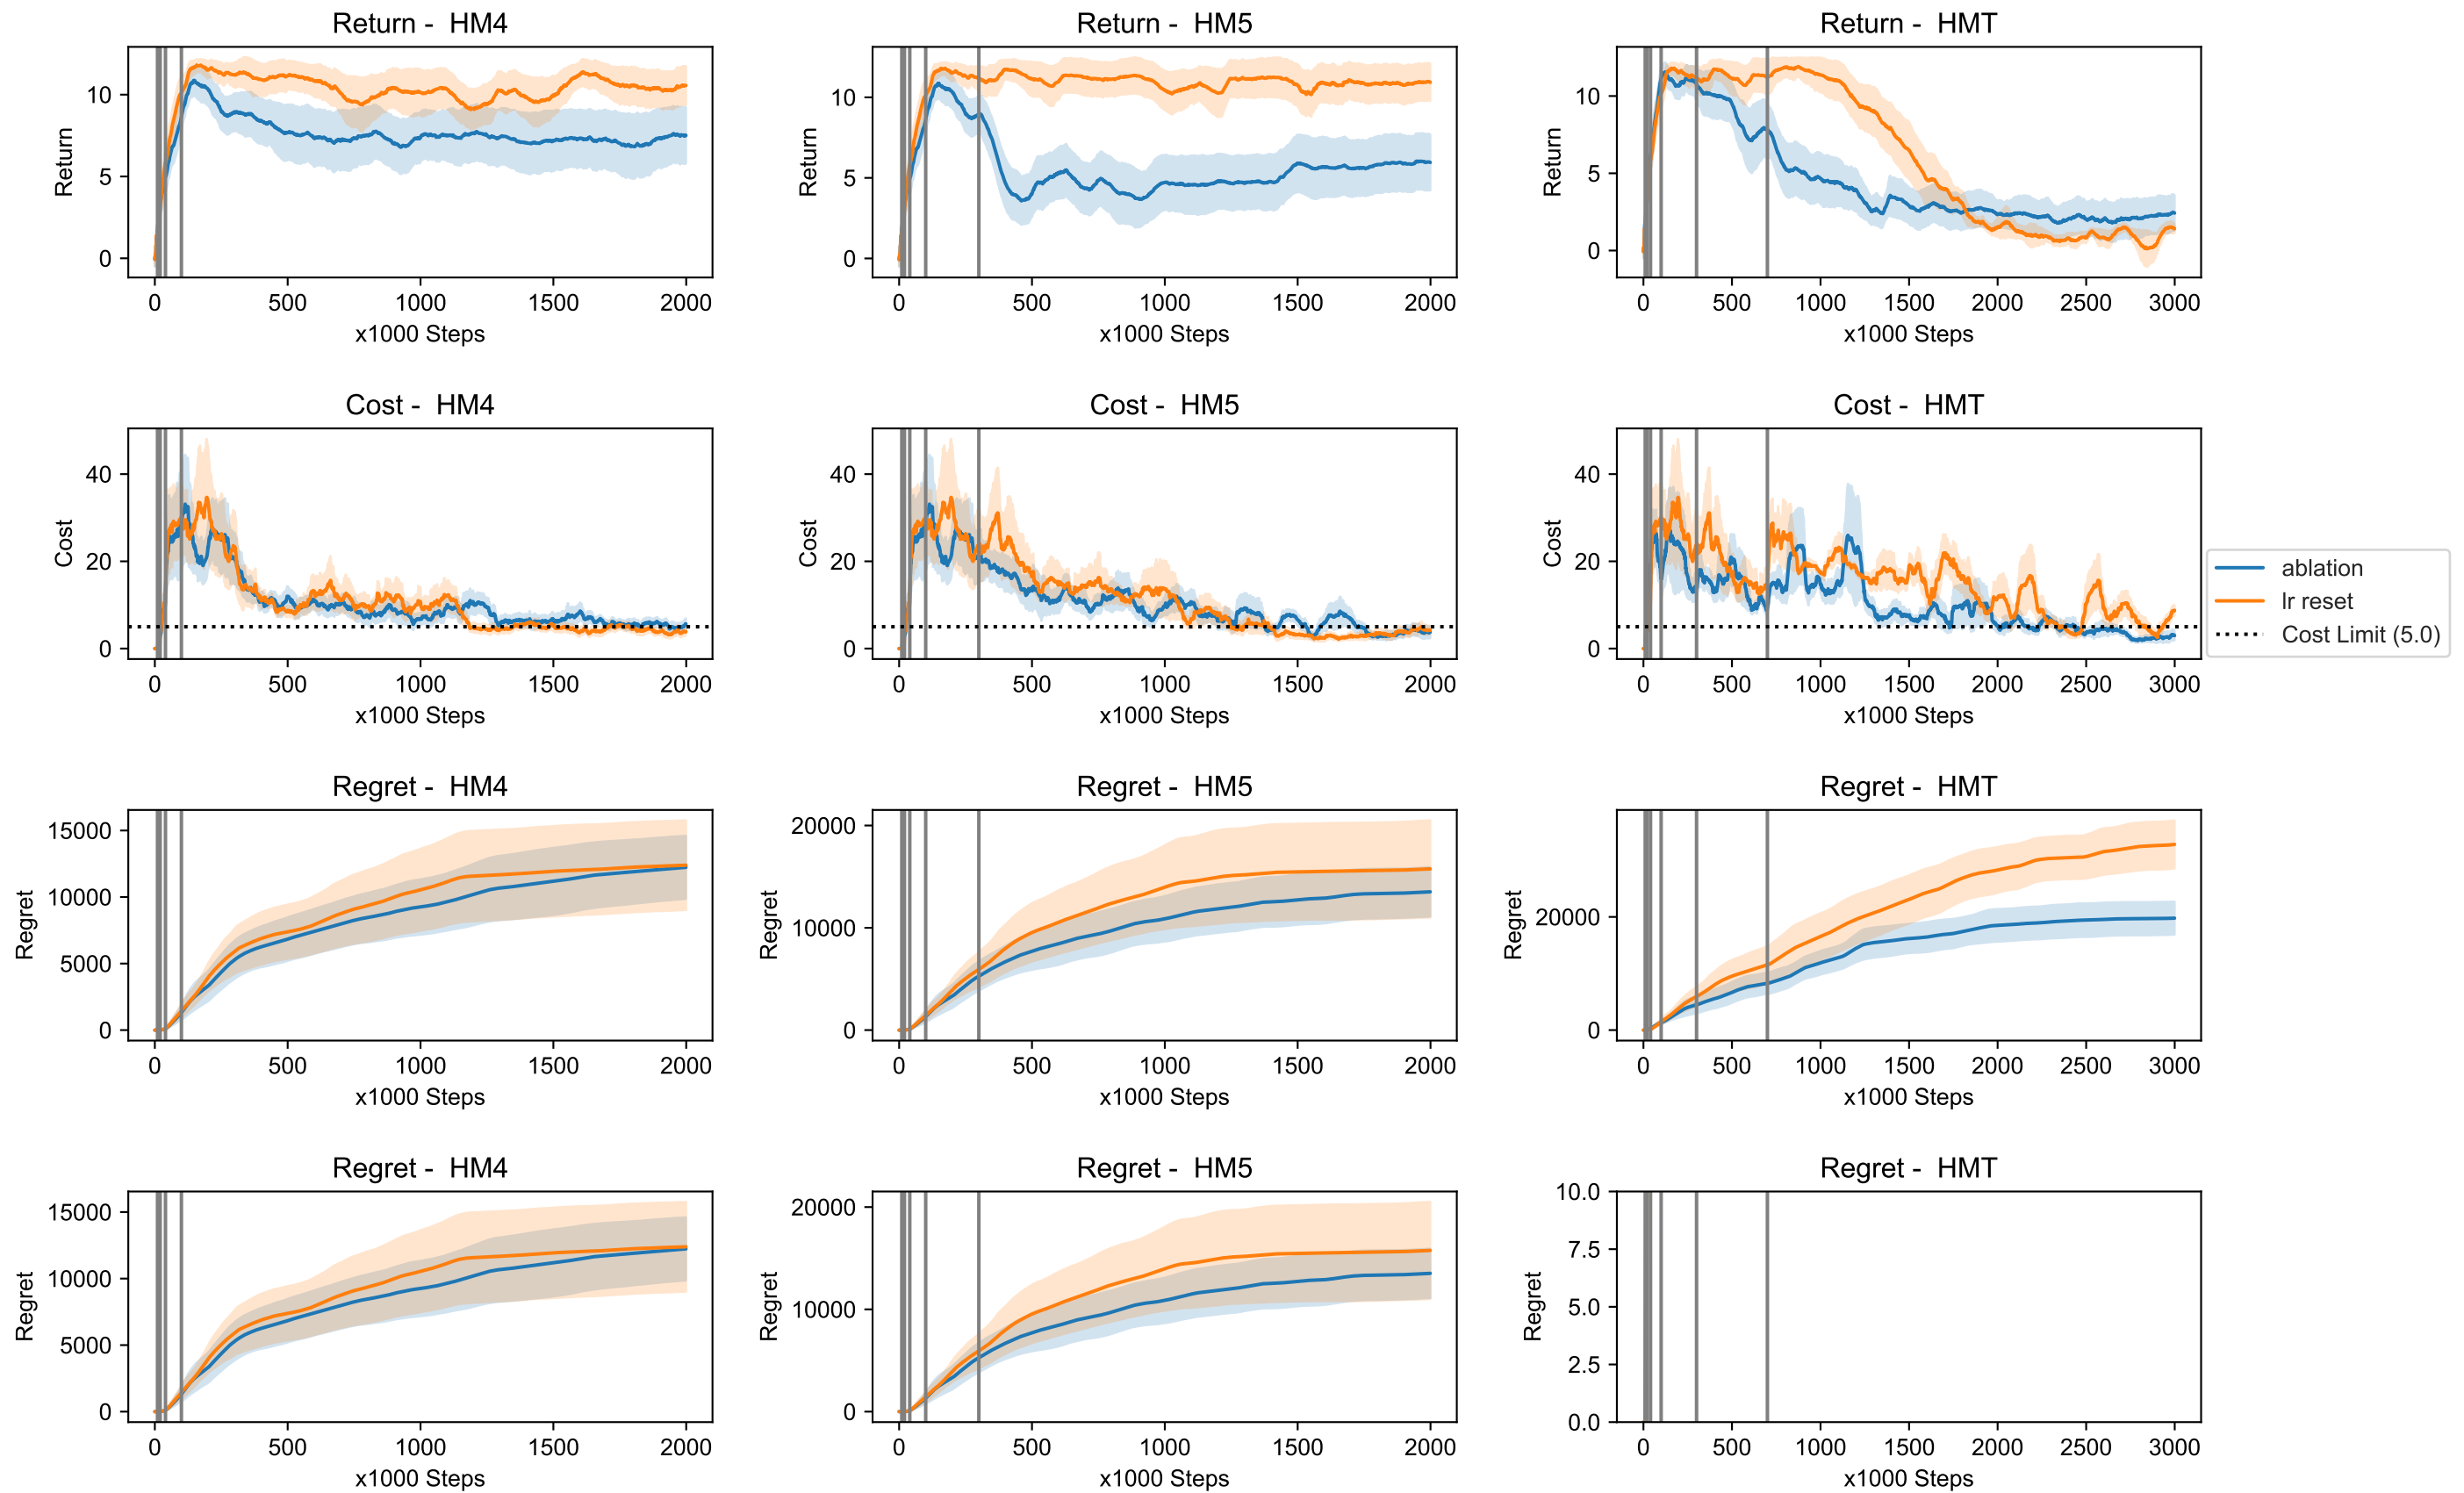 Return -  HM4
Return
10
5
0
0 500 1000 1500 2000
x1000 Steps
Return -  HM5
Return
10
5
0
0 500 1000 1500 2000
x1000 Steps
Return -  HMT
Return
10
5
0
0 500 1000 1500 2000 2500 3000
x1000 Steps
Cost -  HM4
Cost
40
20
0
0 500 1000 1500 2000
x1000 Steps
Cost -  HM5
Cost
40
20
0
0 500 1000 1500 2000
x1000 Steps
Cost -  HMT
Cost
40
20
0
0 500 1000 1500 2000 2500 3000
x1000 Steps
ablation
lr reset
Cost Limit (5.0)
Regret -  HM4
Regret
15000
10000
5000
0
0 500 1000 1500 2000
x1000 Steps
Regret -  HM5
Regret
20000
10000
0
0 500 1000 1500 2000
x1000 Steps
Regret -  HMT
Regret
20000
0
0 500 1000 1500 2000 2500 3000
x1000 Steps
Regret -  HM4
Regret
15000
10000
5000
0
0 500 1000 1500 2000
x1000 Steps
Regret -  HM5
Regret
20000
10000
0
0 500 1000 1500 2000
x1000 Steps
Regret -  HMT
Regret
10.0
7.5
5.0
2.5
0.0
0 500 1000 1500 2000 2500 3000
x1000 Steps